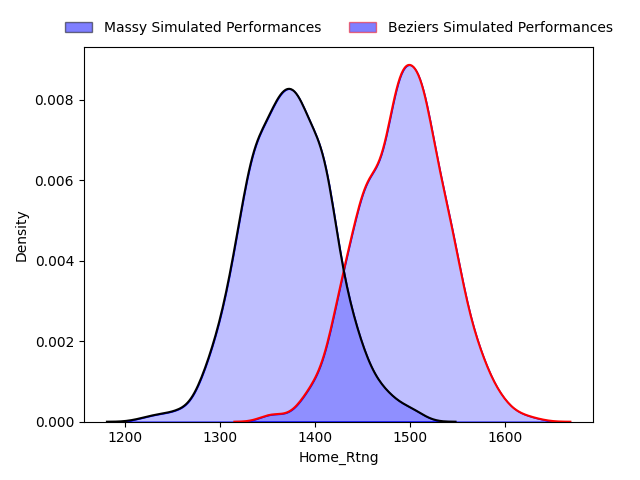 Massy Simulated Performances
Beziers Simulated Performances
0.008
0.006
0.004
0.002
0.000
Density
1200 1300 1400 1500 1600
Home_Rtng